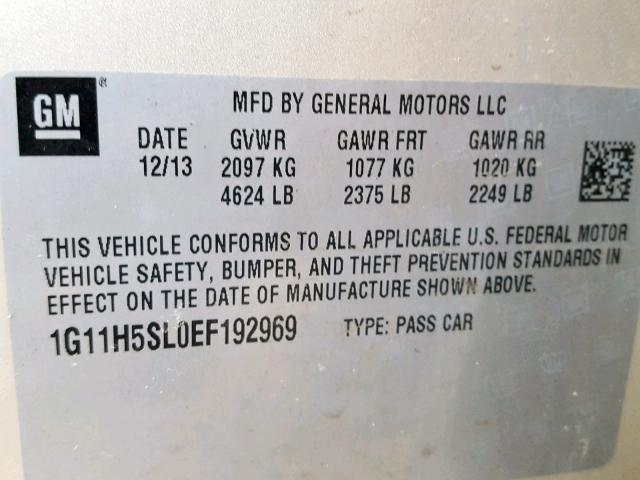 GM ®
MFD BY GENERAL MOTORS LLC
DATE GVWR GAWR FRT GAWR RR
12/13 2097 KG 1077 KG 1020 KG
4624 LB 2375 LB 2249 LB
THIS VEHICLE CONFORMS TO ALL APPLICABLE U.S. FEDERAL MOTOR
VEHICLE SAFETY, BUMPER, AND THEFT PREVENTION STANDARDS IN
EFFECT ON THE DATE OF MANUFACTURE SHOWN ABOVE.
1G11H5SL0EF192969 TYPE: PASS CAR